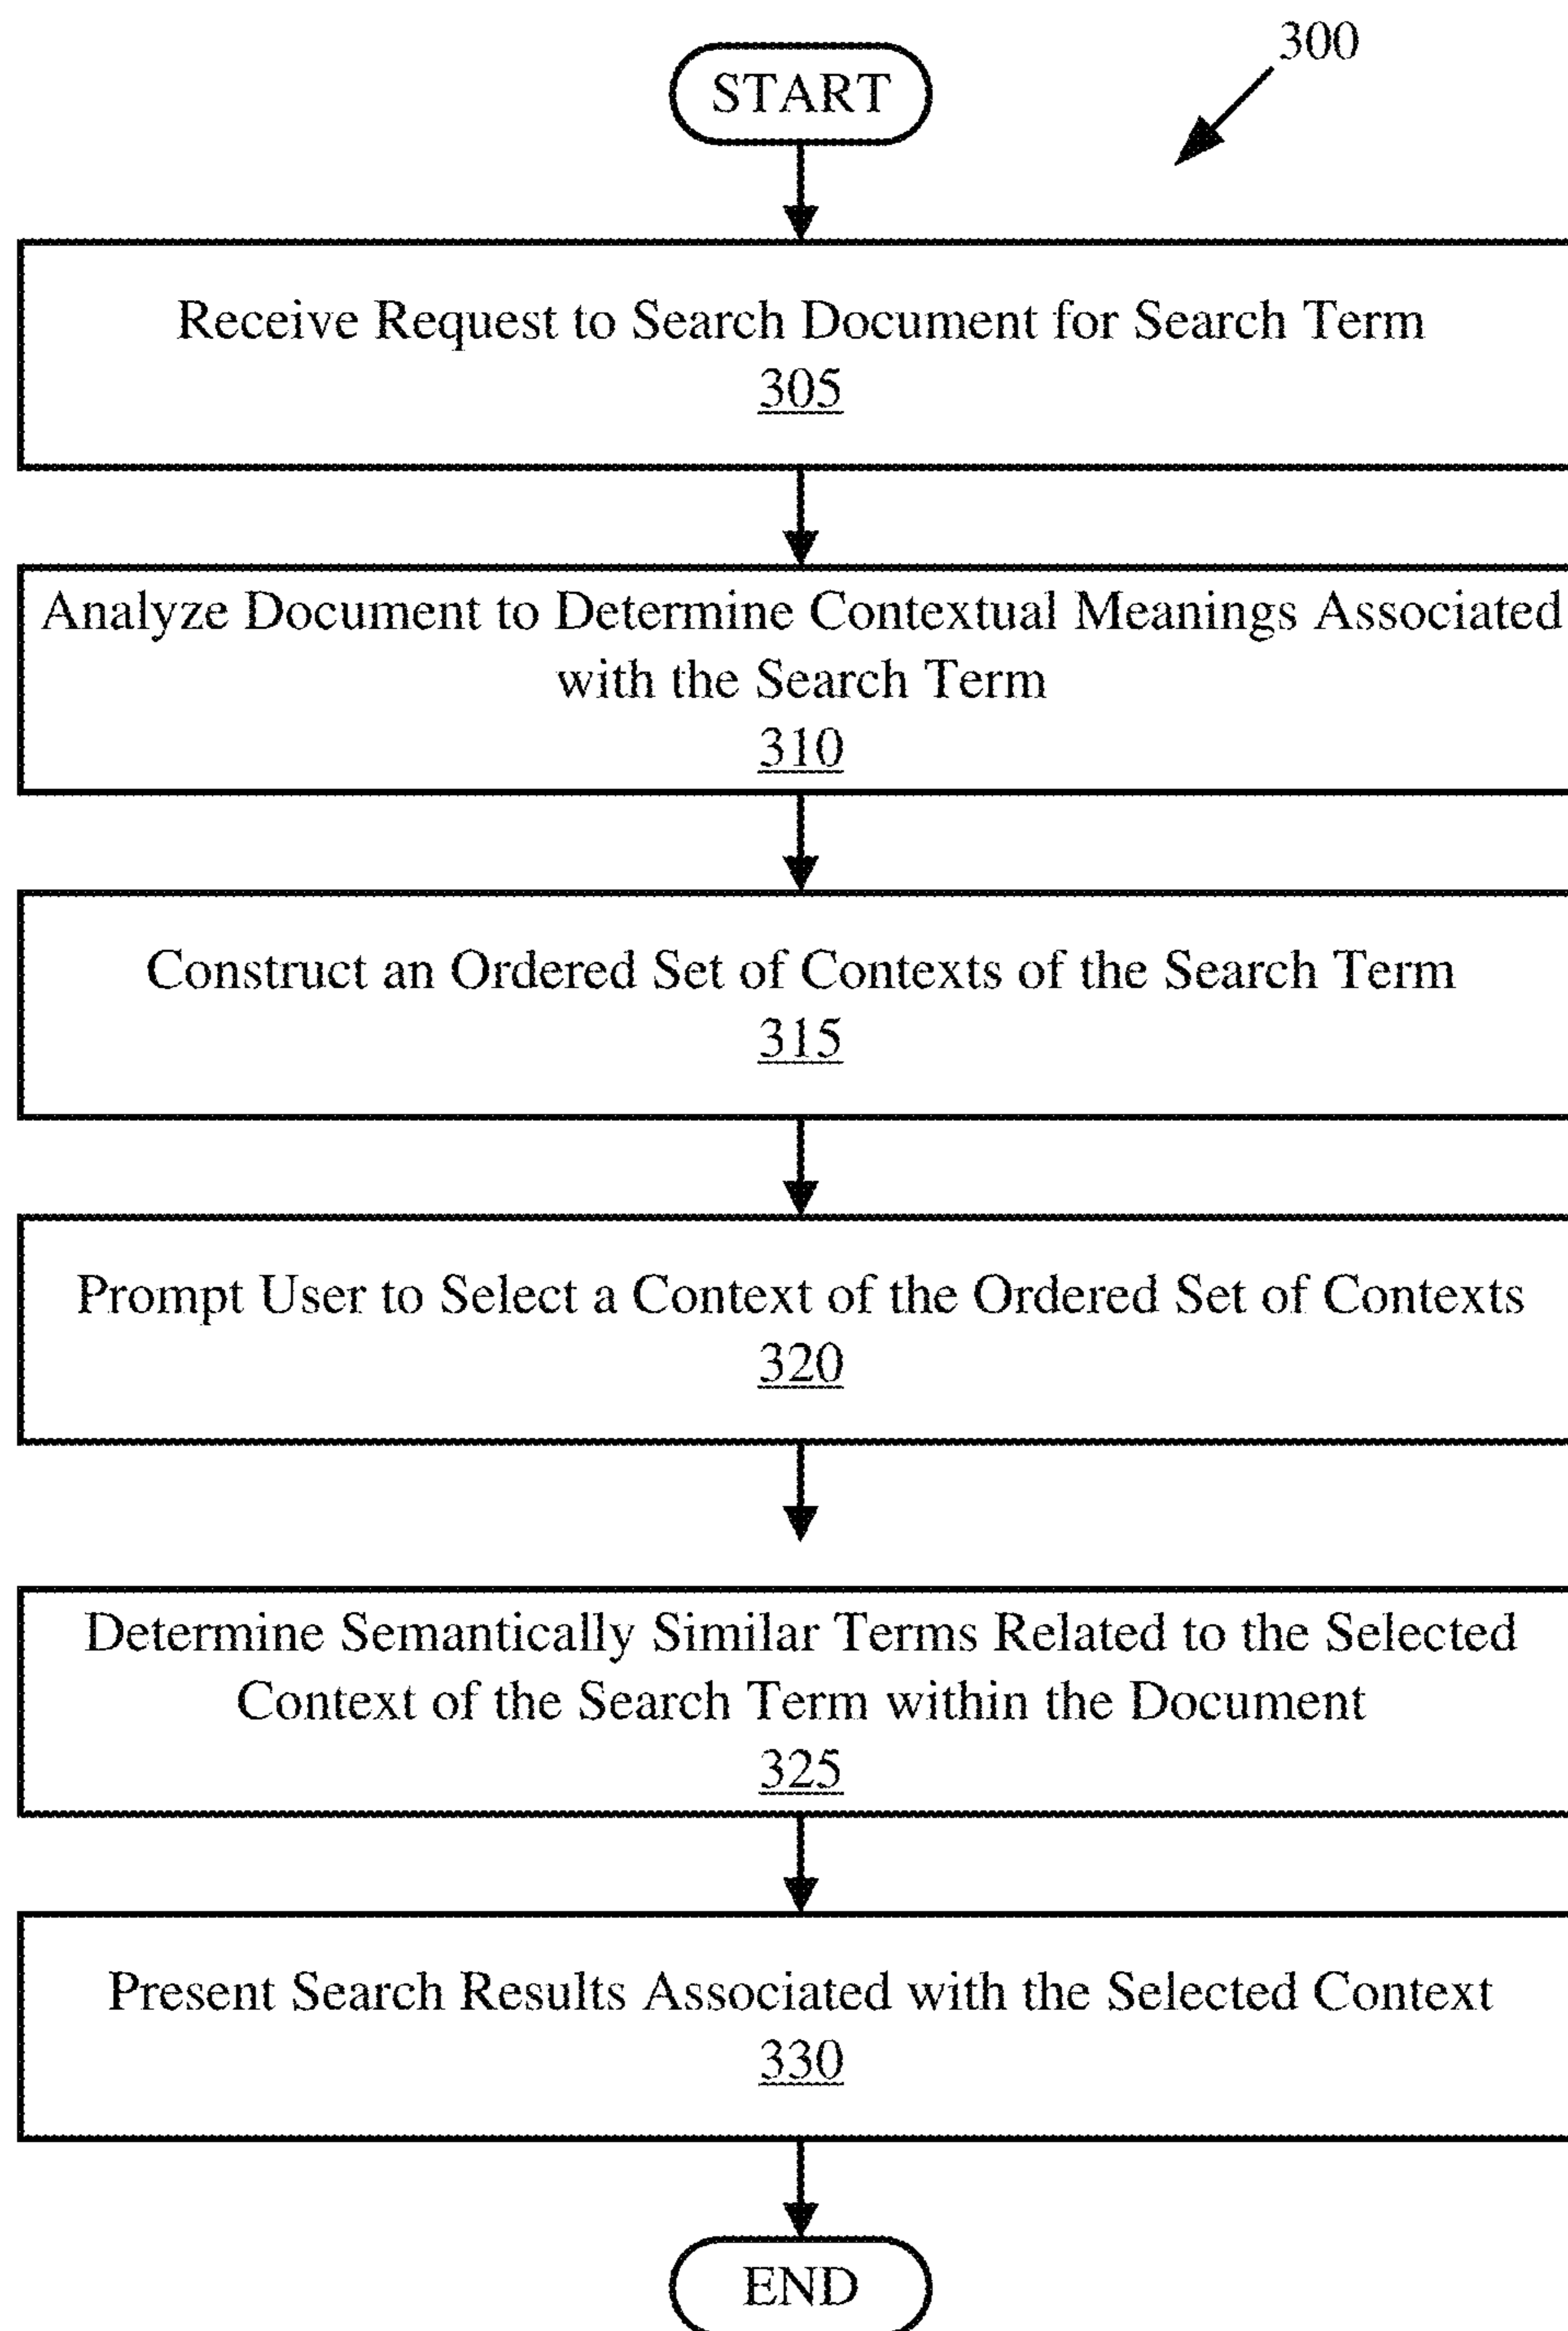 300
START
Receive Request to Search Document for Search Term
305
Analyze Document to Determine Contextual Meanings Associated
with the Search Term
310
Construct an Ordered Set of Contexts of the Search Term
315
Prompt User to Select a Context of the Ordered Set of Contexts
320
Determine Semantically Similar Terms Related to the Selected
Context of the Search Term within the Document
325
Present Search Results Associated with the Selected Context
330
END